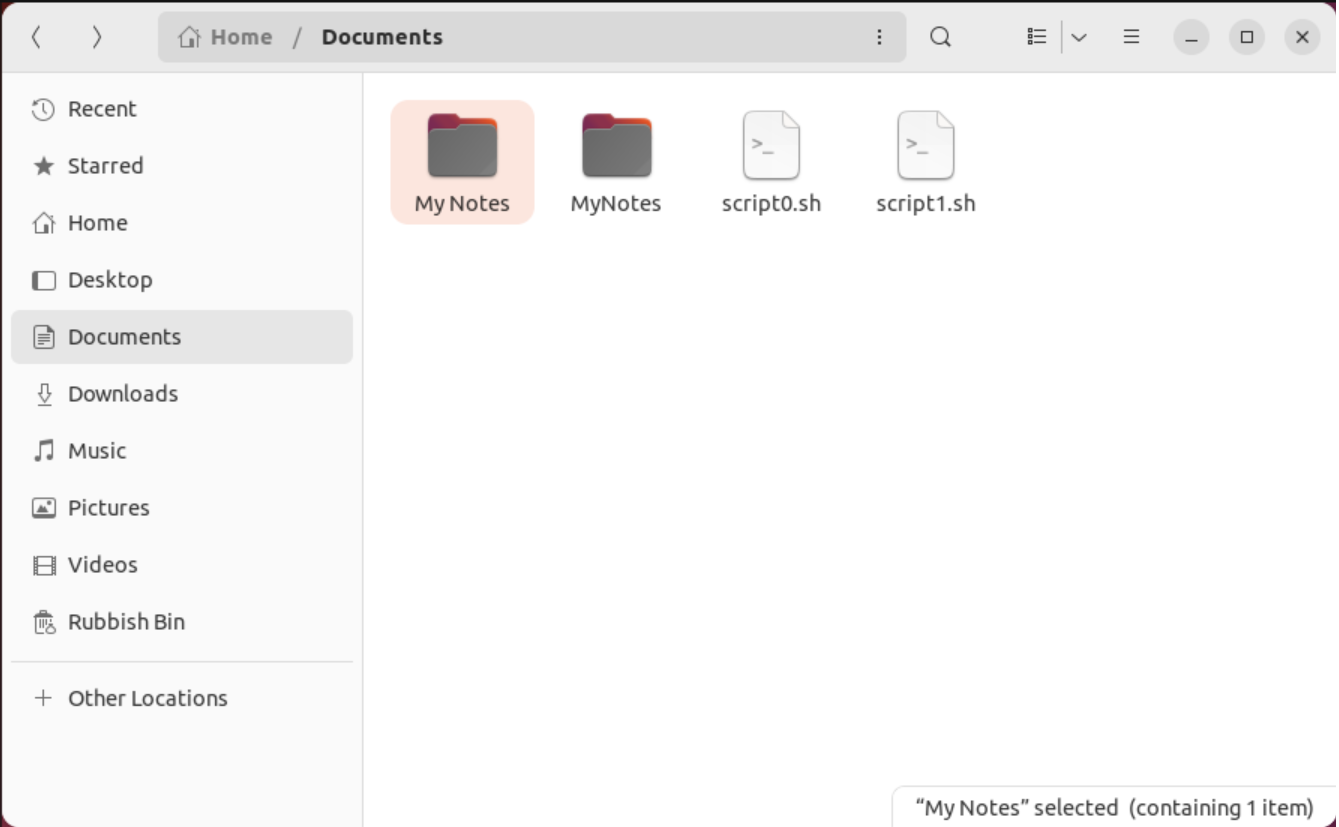 Home / Documents
Recent
Starred
Home
Desktop
Documents
Downloads
Music
Pictures
Videos
Rubbish Bin
Other Locations
My Notes
MyNotes
>_
script0.sh
>_
script1.sh
“My Notes” selected (containing 1 item)